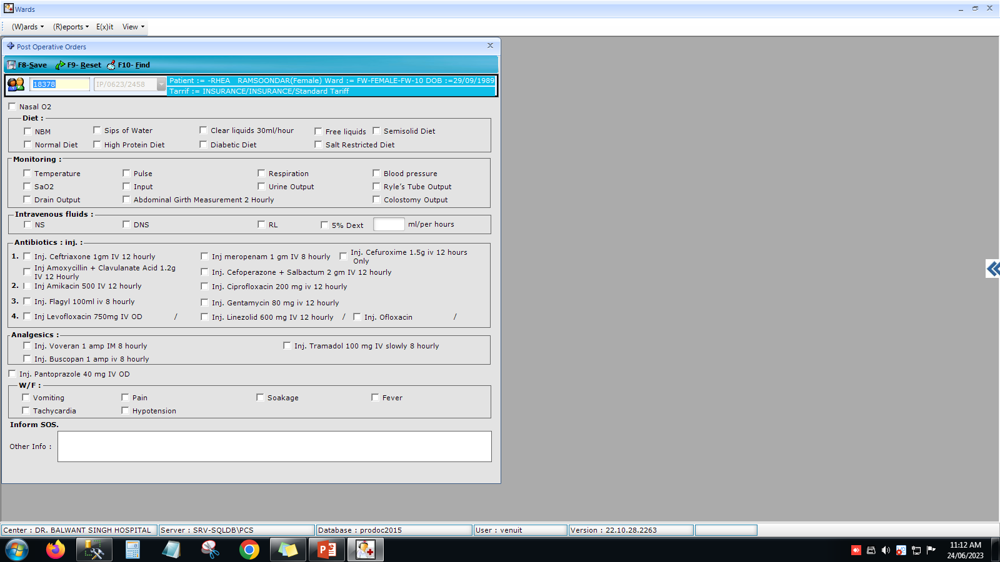 Wards
(W)ards (R)eports E(x)it View
Post Operative Orders
F8-Save F9- Reset F10- Find
18378 IP/0623/2458 Patient := -RHEA RAMSOONDAR(Female) Ward := FW-FEMALE-FW-10 DOB :=29/09/1989
Tarrif := INSURANCE/INSURANCE/Standard Tariff
Nasal O2
Diet :
NBM Sips of Water Clear liquids 30ml/hour Free liquids Semisolid Diet
Normal Diet High Protein Diet Diabetic Diet Salt Restricted Diet
Monitoring :
Temperature Pulse Respiration Blood pressure
SaO2 Input Urine Output Ryle's Tube Output
Drain Output Abdominal Girth Measurement 2 Hourly Colostomy Output
Intravenous fluids :
NS DNS RL 5% Dext ml/per hours
Antibiotics : inj. :
1. Inj. Ceftriaxone 1gm IV 12 hourly Inj meropenam 1 gm IV 8 hourly Inj. Cefuroxime 1.5g iv 12 hours
Only
Inj Amoxycillin + Clavulanate Acid 1.2g
IV 12 Hourly Inj. Cefoperazone + Salbactum 2 gm IV 12 hourly
2. Inj Amikacin 500 IV 12 hourly Inj. Ciprofloxacin 200 mg iv 12 hourly
3. Inj. Flagyl 100ml iv 8 hourly Inj. Gentamycin 80 mg iv 12 hourly
4. Inj Levofloxacin 750mg IV OD / Inj. Linezolid 600 mg IV 12 hourly / Inj. Ofloxacin /
Analgesics :
Inj. Voveran 1 amp IM 8 hourly Inj. Tramadol 100 mg IV slowly 8 hourly
Inj. Buscopan 1 amp iv 8 hourly
Inj. Pantoprazole 40 mg IV OD
W/F :
Vomiting Pain Soakage Fever
Tachycardia Hypotension
Inform SOS.
Other Info :
Center : DR. BALWANT SINGH HOSPITAL Server : SRV-SQLDB\PCS Database : prodoc2015 User : venuit Version : 22.10.28.2263
11:12 AM
24/06/2023